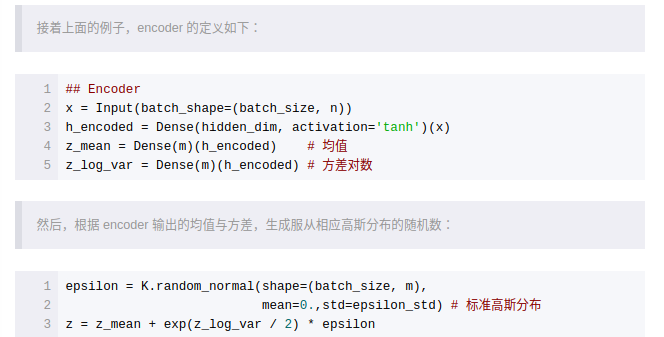 接着上面的例子，encoder 的定义如下：
1 ## Encoder
2 x = Input(batch_shape=(batch_size, n))
3 h_encoded = Dense(hidden_dim, activation='tanh')(x)
4 z_mean = Dense(m)(h_encoded)    # 均值
5 z_log_var = Dense(m)(h_encoded) # 方差对数
然后，根据 encoder 输出的均值与方差，生成服从相应高斯分布的随机数：
1 epsilon = K.random_normal(shape=(batch_size, m),
2                           mean=0.,std=epsilon_std) # 标准高斯分布
3 z = z_mean + exp(z_log_var / 2) * epsilon